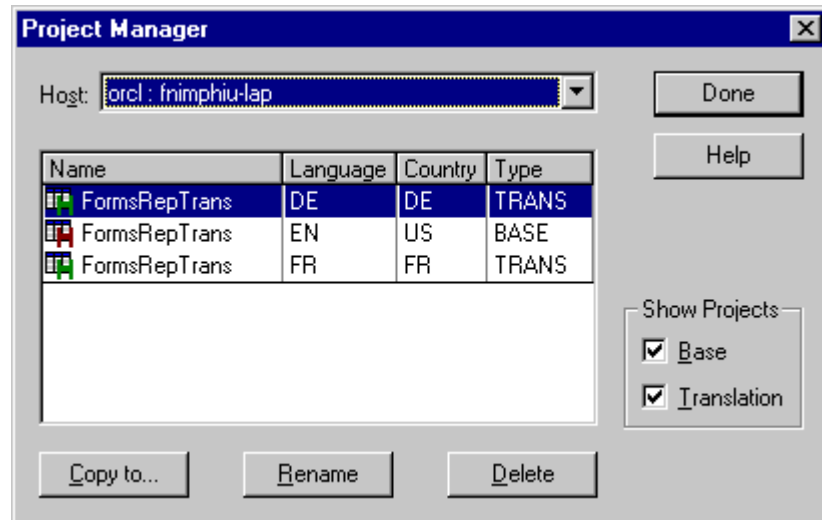 Project Manager
Host: orcl : fnimphiu-lap
Done
Help
Name Language Country Type
FormsRepTrans DE DE TRANS
FormsRepTrans EN US BASE
FormsRepTrans FR FR TRANS
Show Projects
Base
Translation
Copy to... Rename Delete